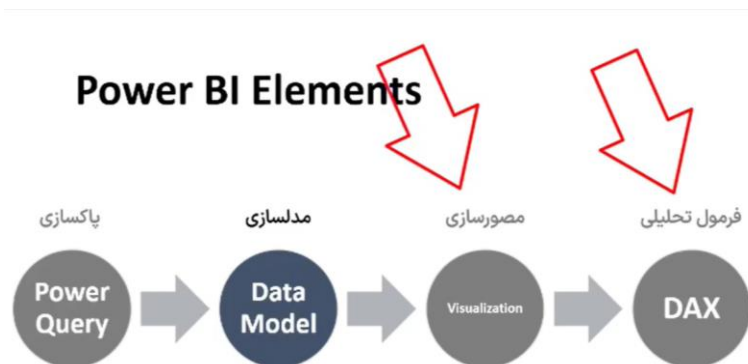 Power BI Elements
پاکسازی
مدلسازی
مصورسازی
فرمول تحلیلی
Power
Query
Data
Model
Visualization
DAX